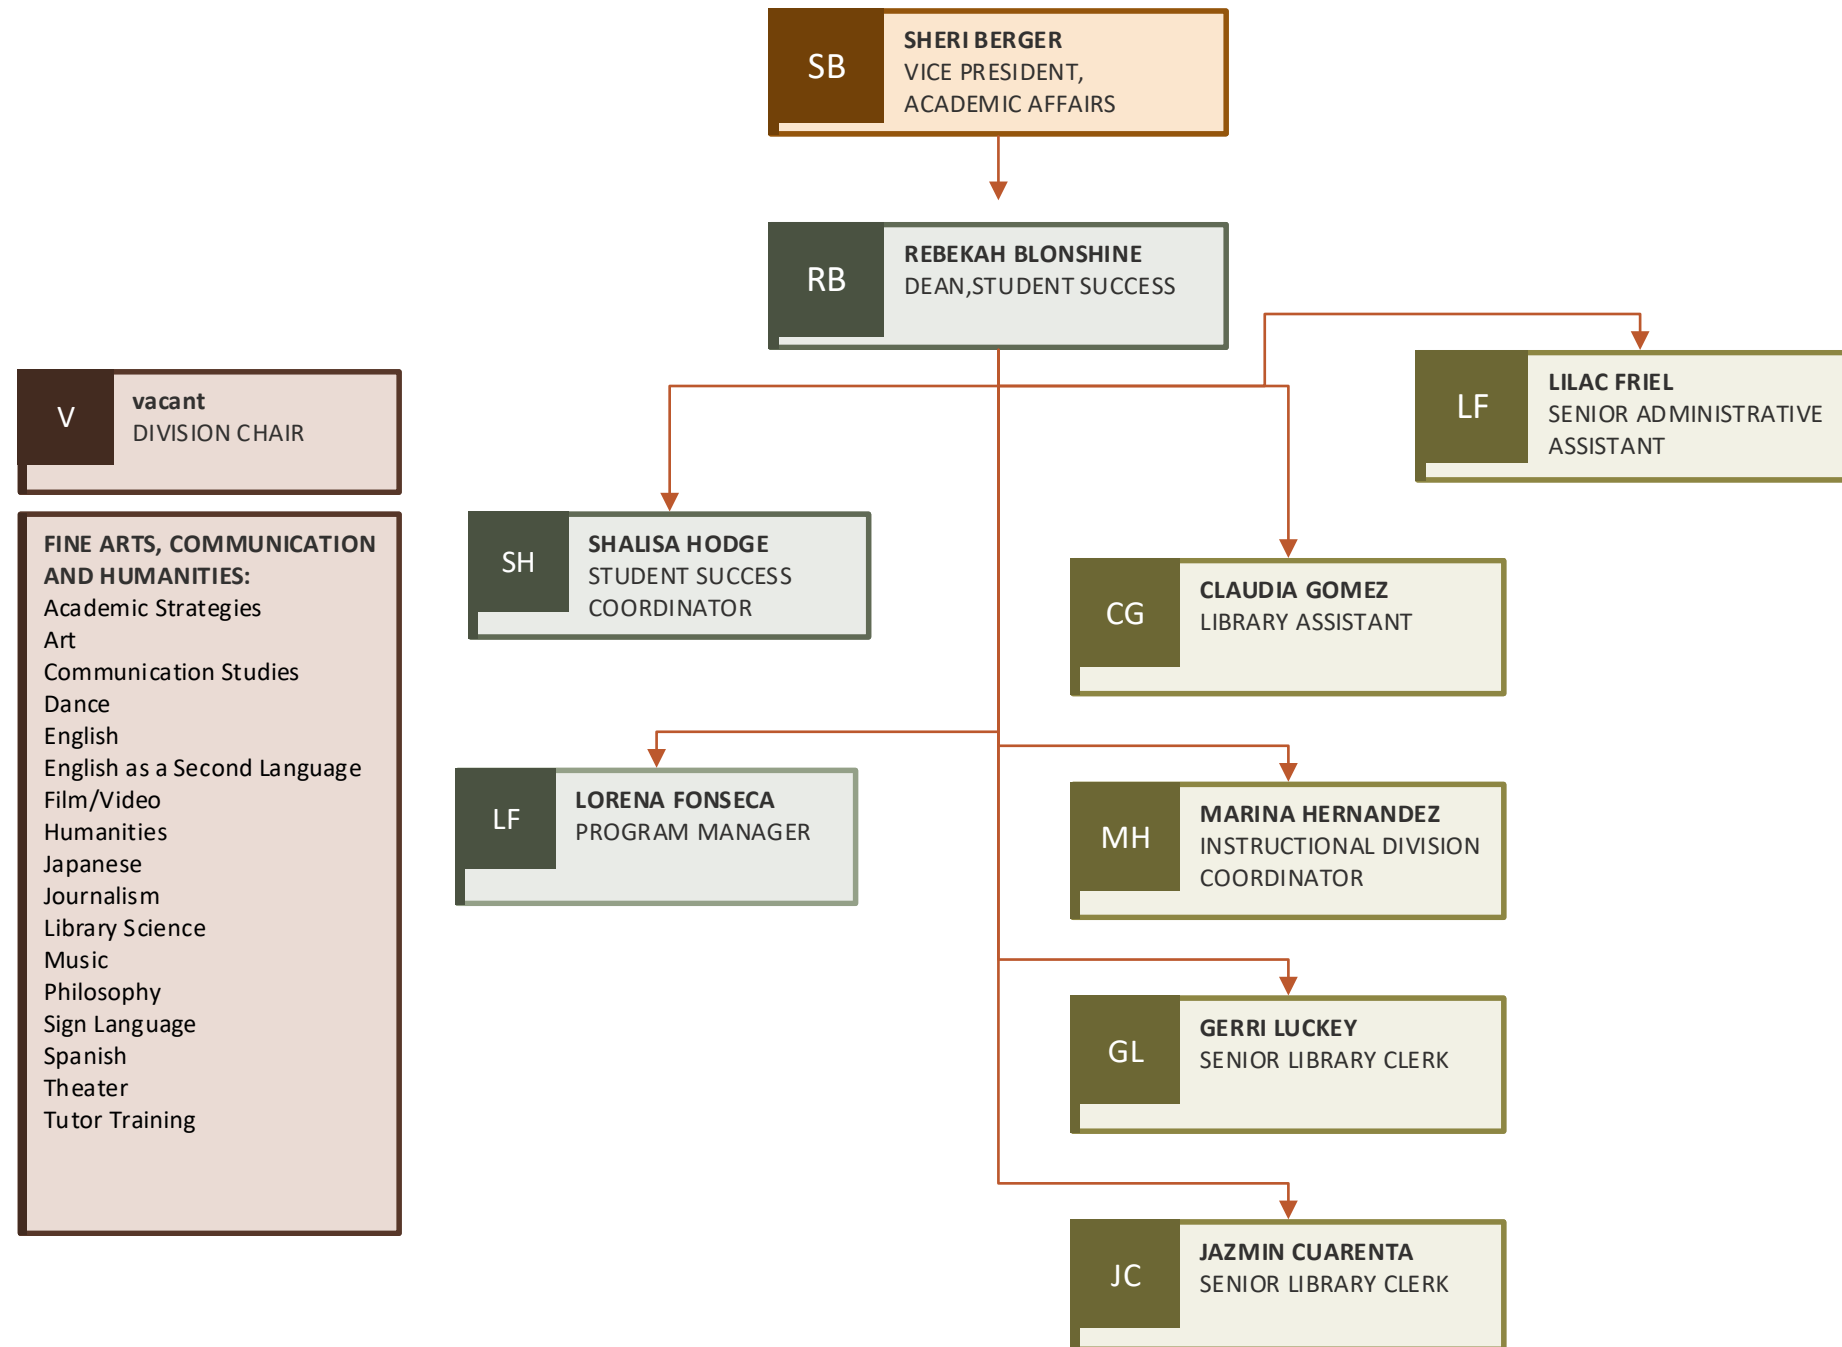 SB
SHERI BERGER
VICE PRESIDENT,
ACADEMIC AFFAIRS
RB
REBEKAH BLONSHINE
DEAN,STUDENT SUCCESS
LF
LILAC FRIEL
SENIOR ADMINISTRATIVE
ASSISTANT
V
vacant
DIVISION CHAIR
FINE ARTS, COMMUNICATION
AND HUMANITIES:
Academic Strategies
Art
Communication Studies
Dance
English
English as a Second Language
Film/Video
Humanities
Japanese
Journalism
Library Science
Music
Philosophy
Sign Language
Spanish
Theater
Tutor Training
SH
SHALISA HODGE
STUDENT SUCCESS
COORDINATOR
CG
CLAUDIA GOMEZ
LIBRARY ASSISTANT
LF
LORENA FONSECA
PROGRAM MANAGER
MH
MARINA HERNANDEZ
INSTRUCTIONAL DIVISION
COORDINATOR
GL
GERRI LUCKEY
SENIOR LIBRARY CLERK
JC
JAZMIN CUARENTA
SENIOR LIBRARY CLERK